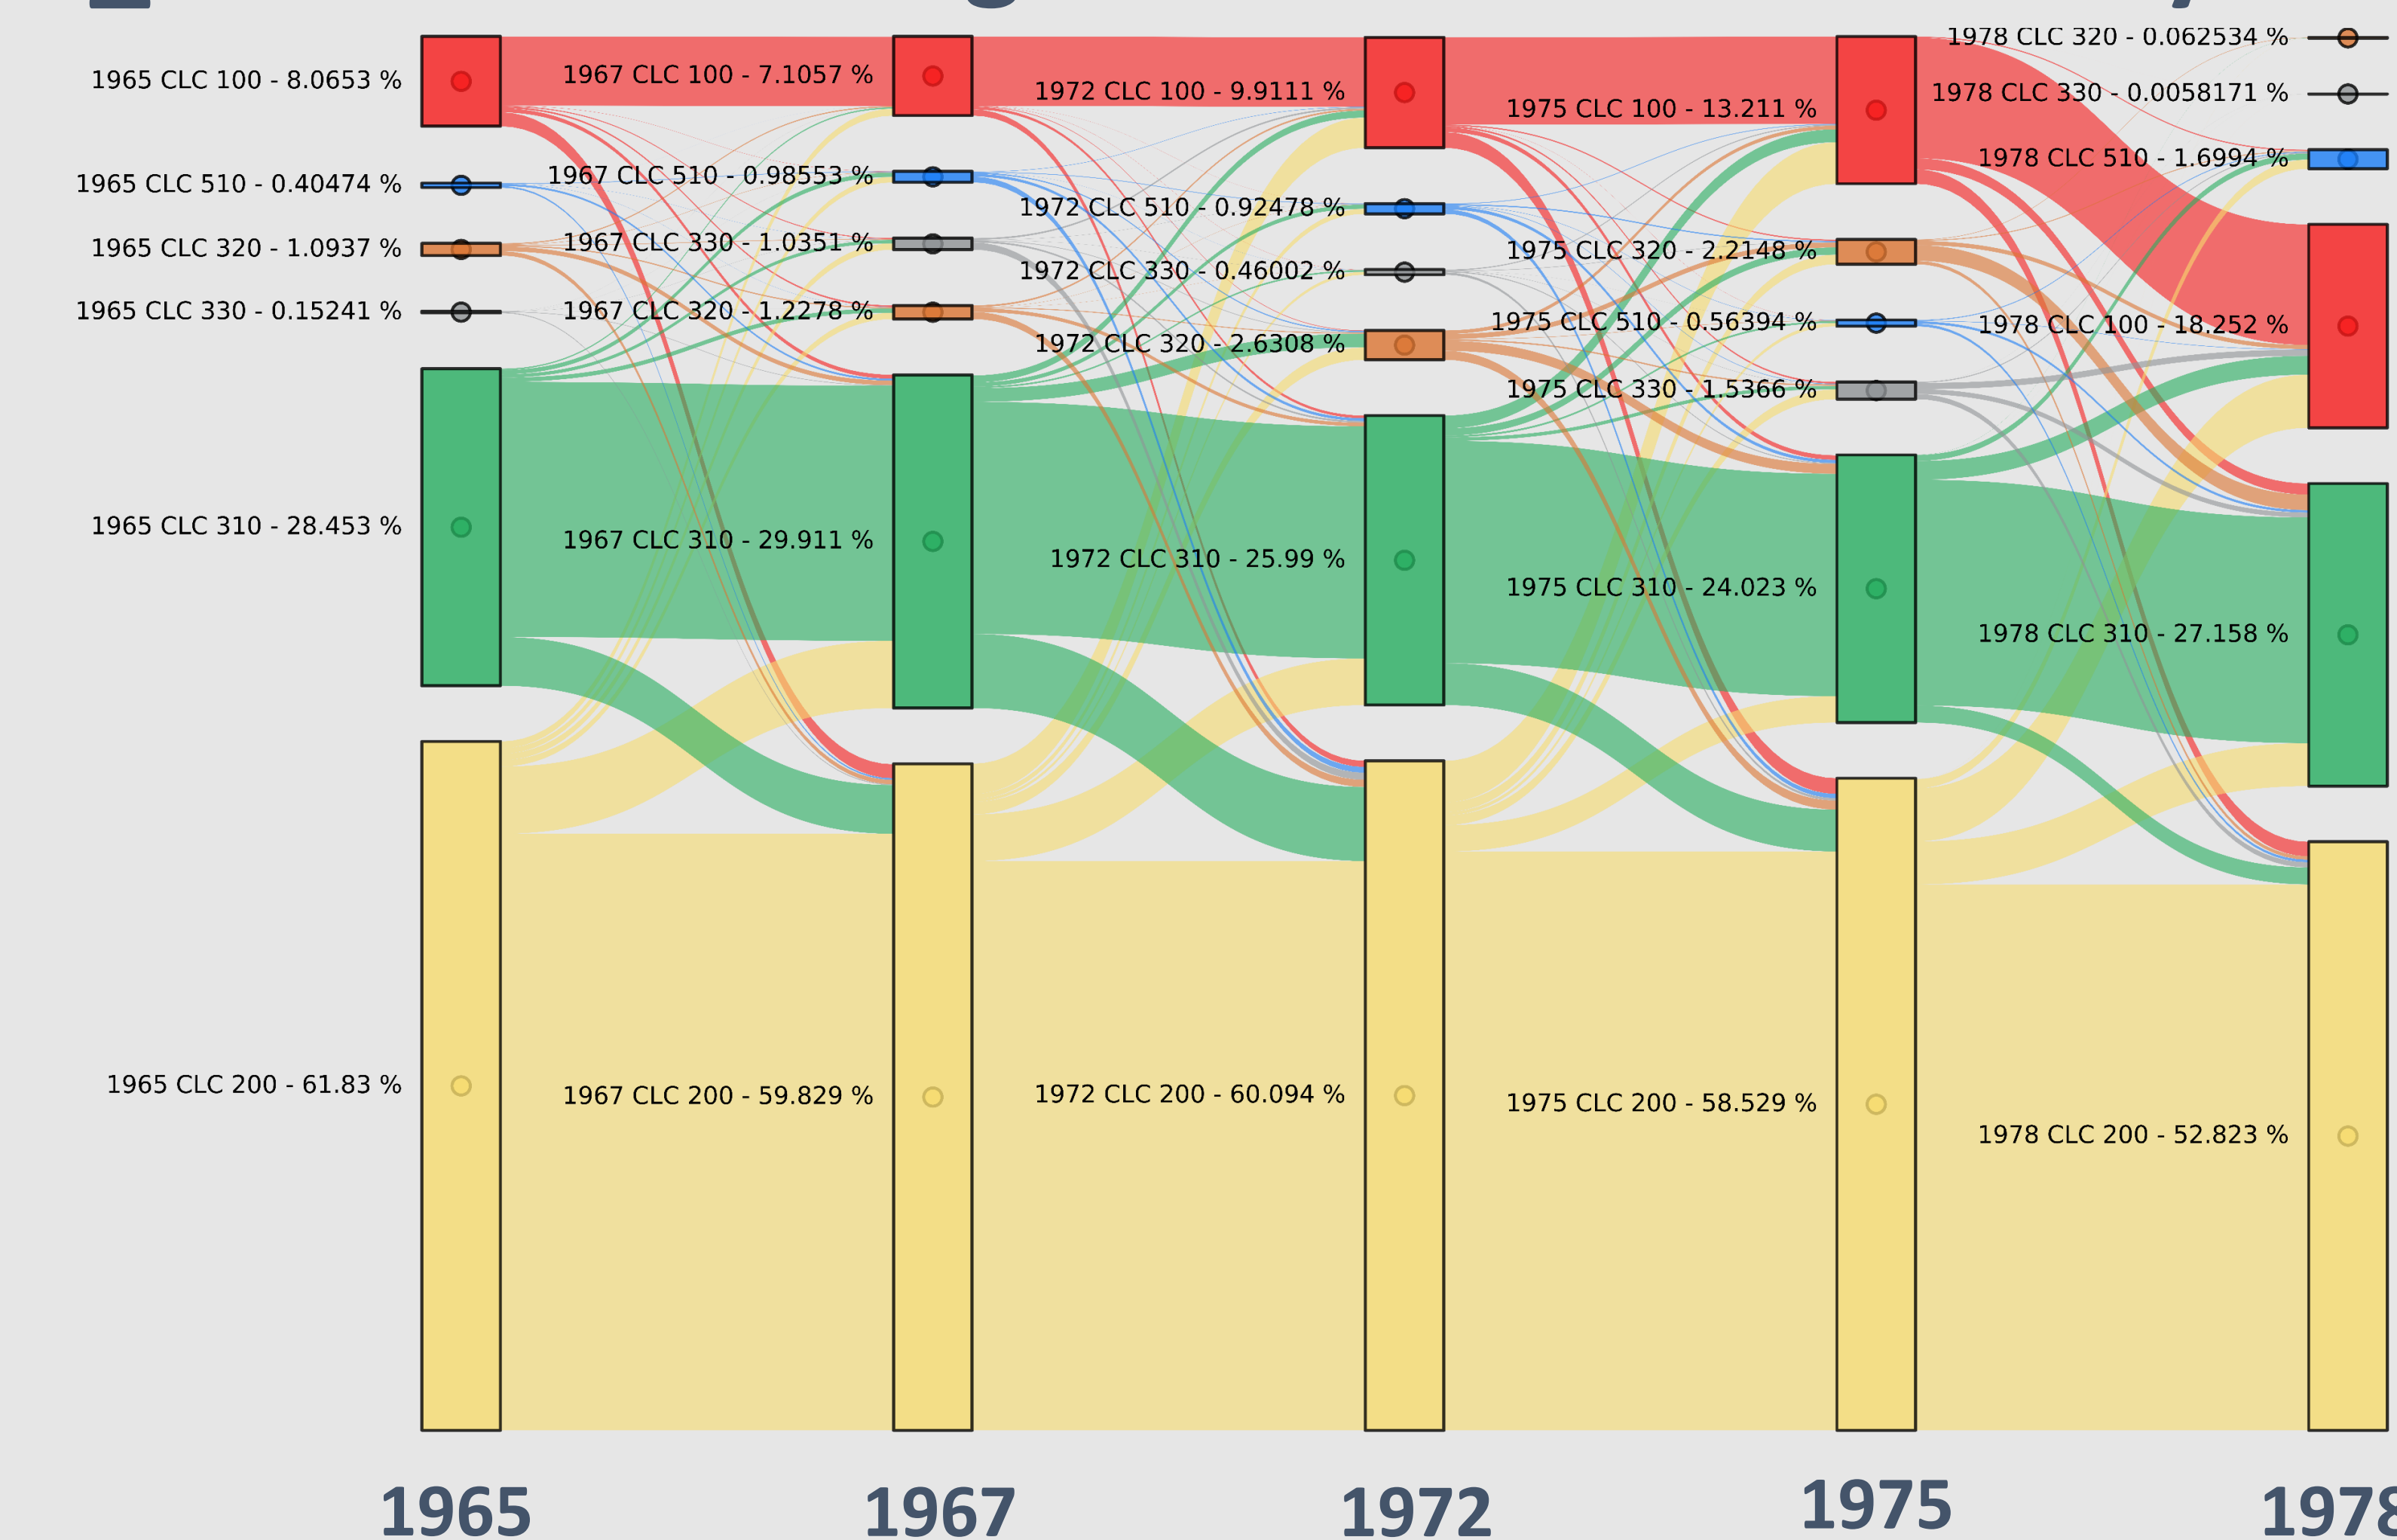 1965 CLC 100 - 8.0653 %
1965 CLC 510 - 0.40474 %
1965 CLC 320 - 1.0937 %
1965 CLC 330 - 0.15241 %
1965 CLC 310 - 28.453 %
1965 CLC 200 - 61.83 %
1967 CLC 100 - 7.1057 %
1967 CLC 510 - 0.98553 %
1967 CLC 330 - 1.0351 %
1967 CLC 320 - 1.2278 %
1967 CLC 310 - 29.911 %
1967 CLC 200 - 59.829 %
1972 CLC 100 - 9.9111 %
1972 CLC 510 - 0.92478 %
1972 CLC 330 - 0.46002 %
1972 CLC 320 - 2.6308 %
1972 CLC 310 - 25.99 %
1972 CLC 200 - 60.094 %
1975 CLC 100 - 13.211 %
1975 CLC 320 - 2.2148 %
1975 CLC 510 - 0.56394 %
1975 CLC 330 - 1.5366 %
1975 CLC 310 - 24.023 %
1975 CLC 200 - 58.529 %
1978 CLC 320 - 0.062534 %
1978 CLC 330 - 0.0058171 %
1978 CLC 510 - 1.6994 %
1978 CLC 100 - 18.252 %
1978 CLC 310 - 27.158 %
1978 CLC 200 - 52.823 %
1965
1967
1972
1975
1978